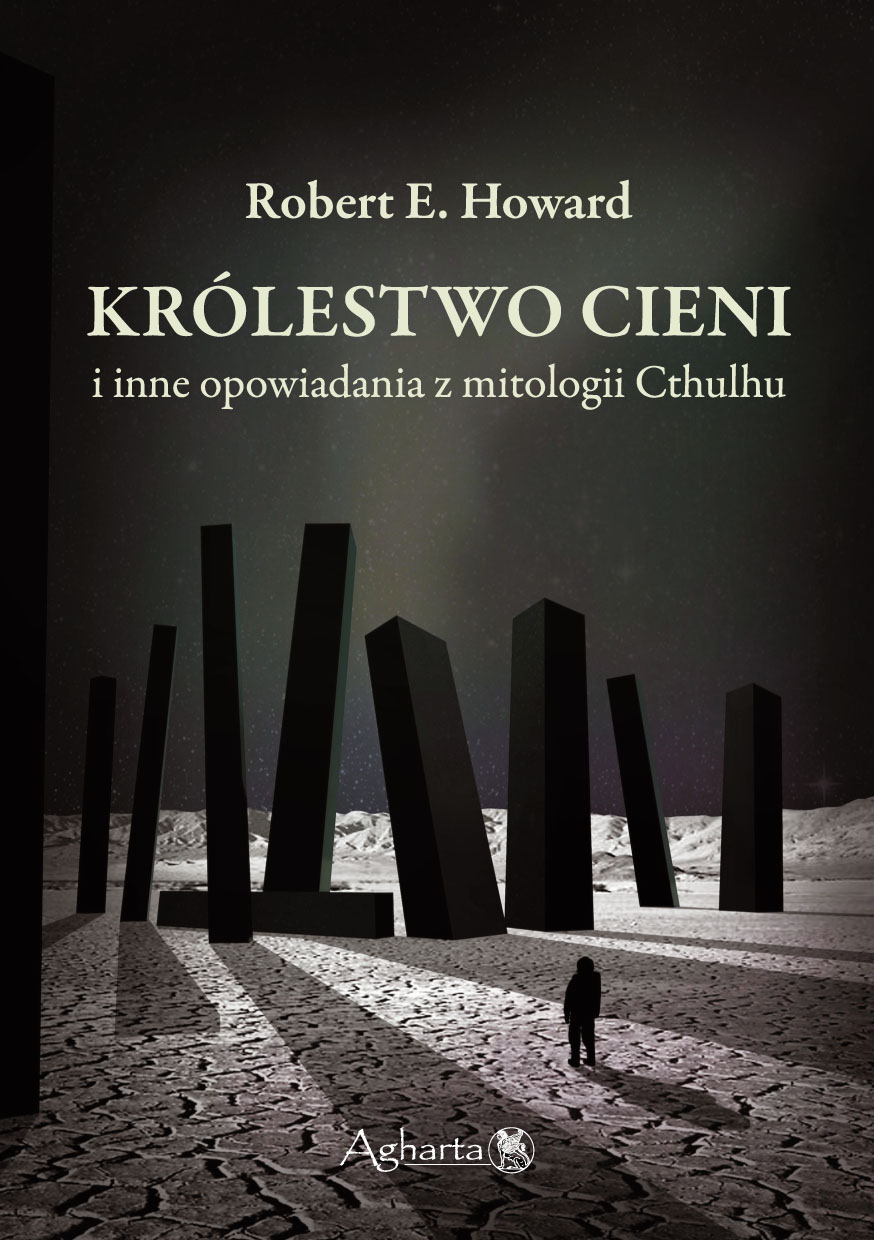 Robert E. Howard
KRÓLESTWO CIENI
i inne opowiadania z mitologii Cthulhu
Agharta